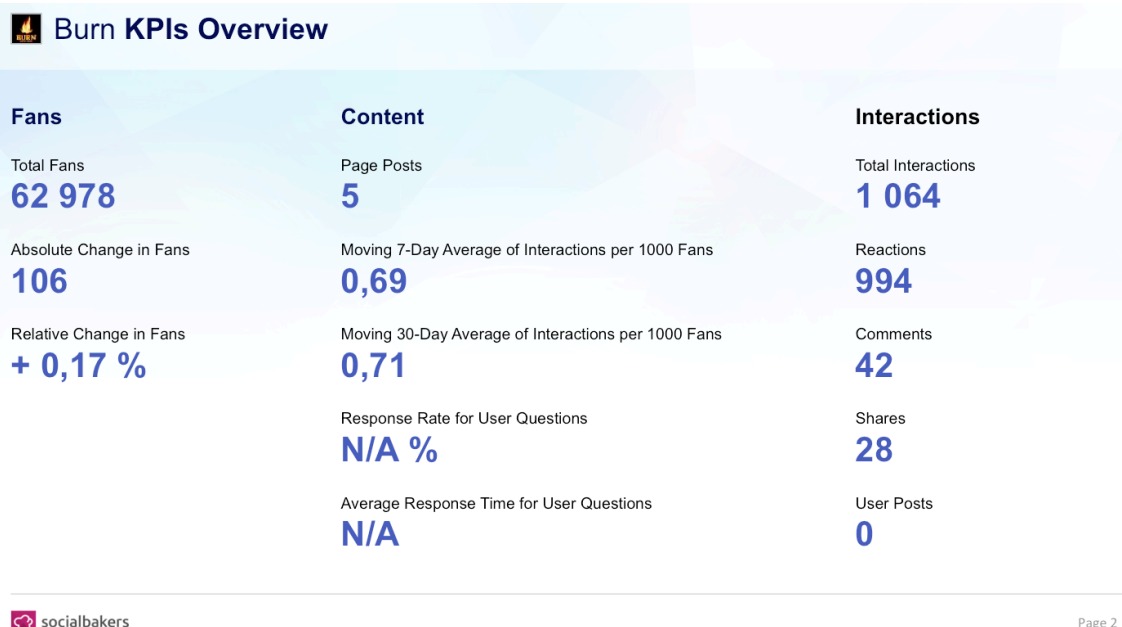 BURN
Burn KPIs Overview
Fans
Total Fans
62 978
Absolute Change in Fans
106
Relative Change in Fans
+ 0,17 %
Content
Page Posts
5
Moving 7-Day Average of Interactions per 1000 Fans
0,69
Moving 30-Day Average of Interactions per 1000 Fans
0,71
Response Rate for User Questions
N/A %
Average Response Time for User Questions
N/A
Interactions
Total Interactions
1 064
Reactions
994
Comments
42
Shares
28
User Posts
0
socialbakers
Page 2